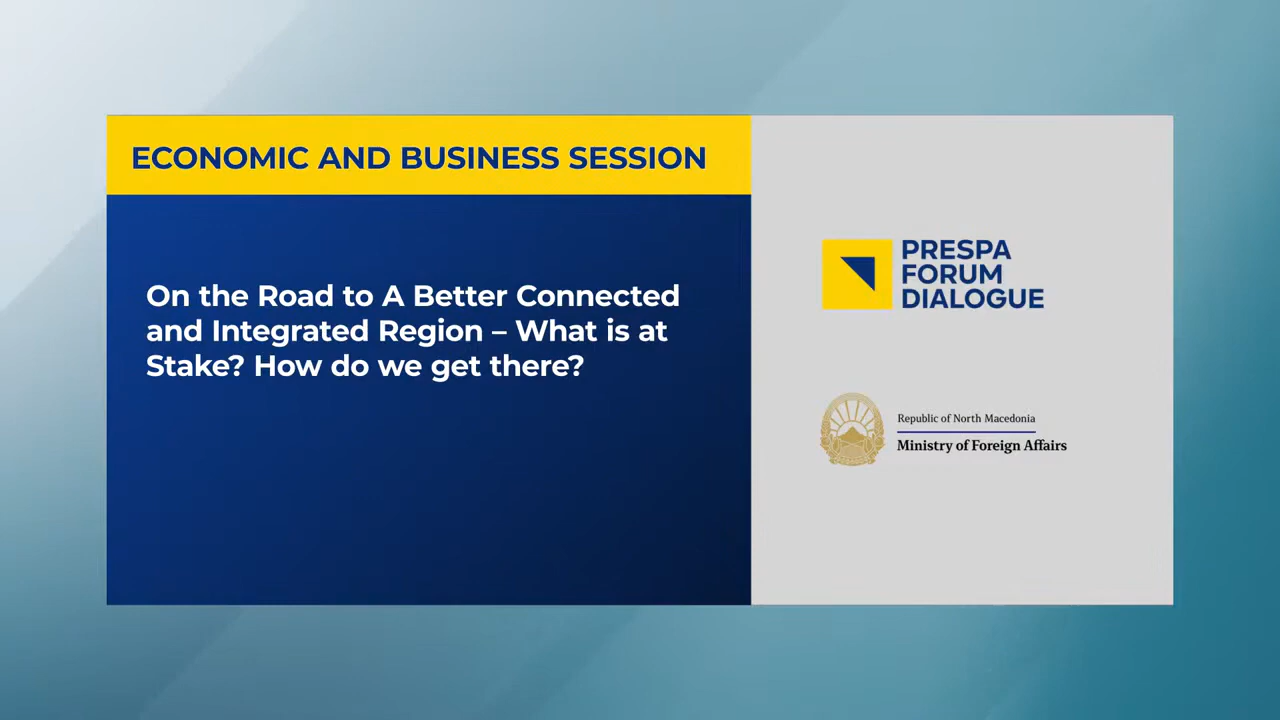 ECONOMIC AND BUSINESS SESSION
On the Road to A Better Connected
and Integrated Region – What is at
Stake? How do we get there?
PRESPA
FORUM
DIALOGUE
Republic of North Macedonia
Ministry of Foreign Affairs